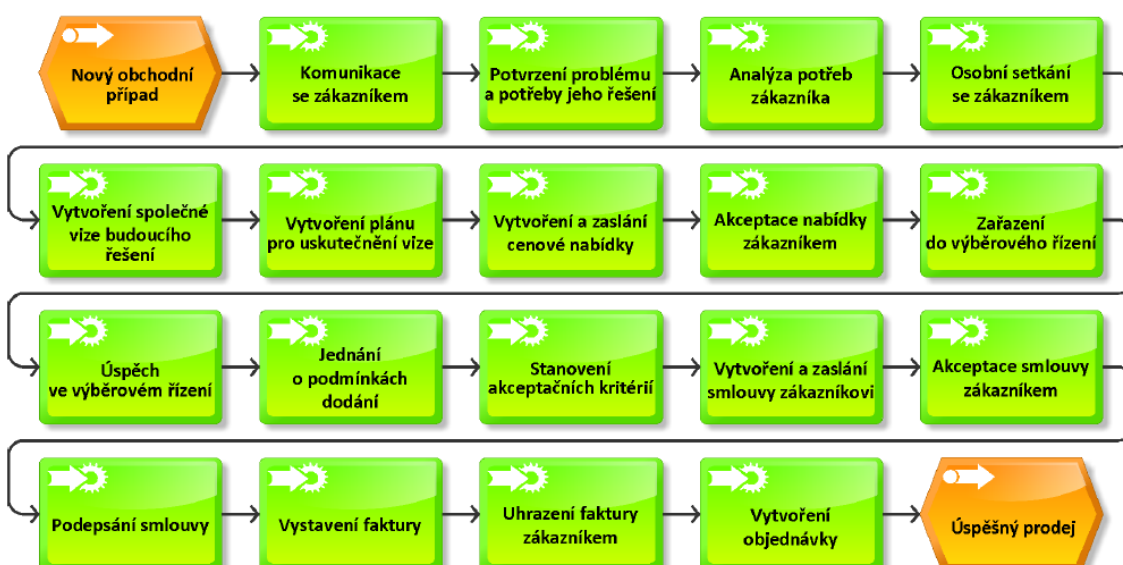 Nový obchodní
případ
Komunikace
se zákazníkem
Potvrzení problému
a potřeby jeho řešení
Analýza potřeb
zákazníka
Osobní setkání
se zákazníkem
Vytvoření společné
vize budoucího
řešení
Vytvoření plánu
pro uskutečnění vize
Vytvoření a zaslání
cenové nabídky
Akceptace nabídky
zákazníkem
Zařazení
do výběrového řízení
Úspěch
ve výběrovém řízení
Jednání
o podmínkách
dodání
Stanovení
akceptačních kritérií
Vytvoření a zaslání
smlouvy zákazníkovi
Akceptace smlouvy
zákazníkem
Podepsání smlouvy
Vystavení faktury
Uhrazení faktury
zákazníkem
Vytvoření
objednávky
Úspěšný prodej